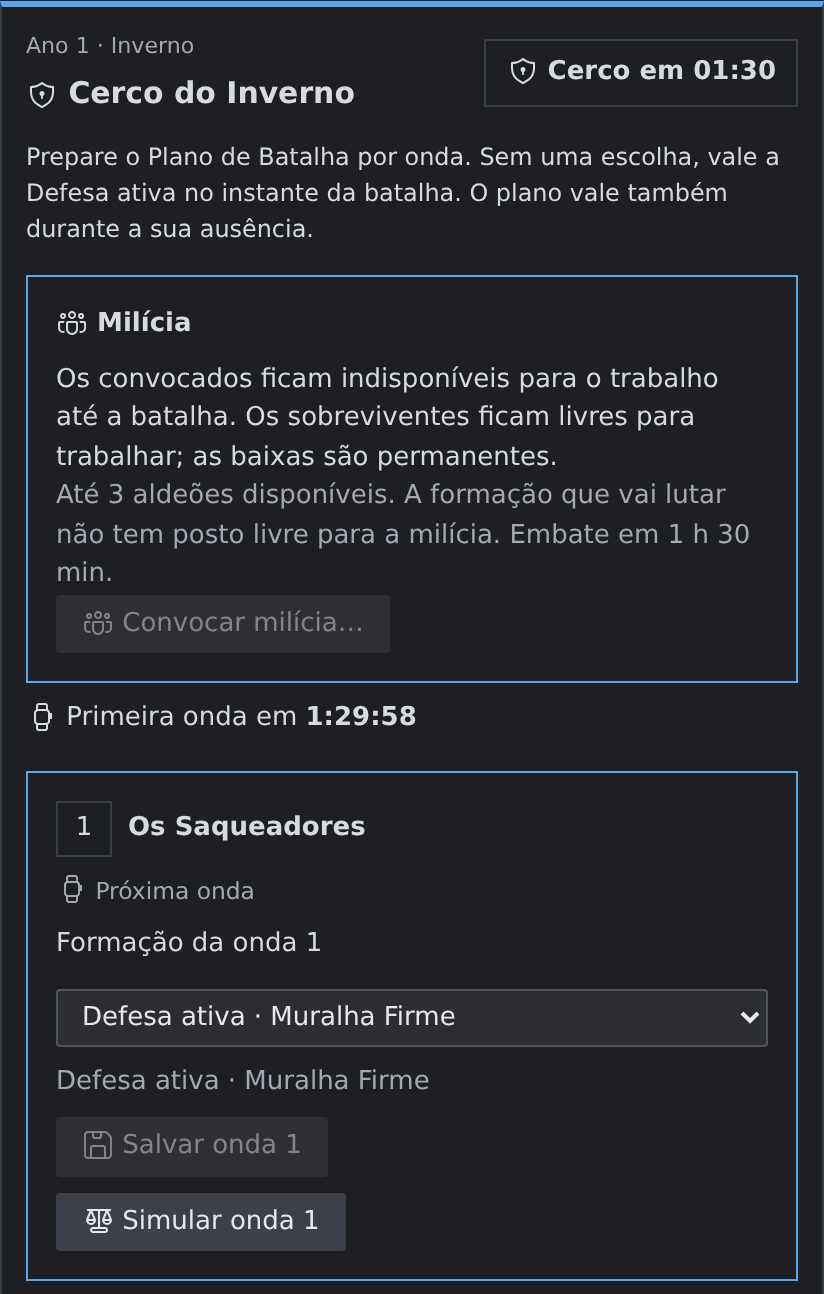 Ano 1 · Inverno
Cerco do Inverno
Cerco em 01:30
Prepare o Plano de Batalha por onda. Sem uma escolha, vale a
Defesa ativa no instante da batalha. O plano vale também
durante a sua ausência.
Milícia
Os convocados ficam indisponíveis para o trabalho
até a batalha. Os sobreviventes ficam livres para
trabalhar; as baixas são permanentes.
Até 3 aldeões disponíveis. A formação que vai lutar
não tem posto livre para a milícia. Embate em 1 h 30
min.
Convocar milícia…
Primeira onda em 1:29:58
1 Os Saqueadores
Próxima onda
Formação da onda 1
Defesa ativa · Muralha Firme
Defesa ativa · Muralha Firme
Salvar onda 1
Simular onda 1